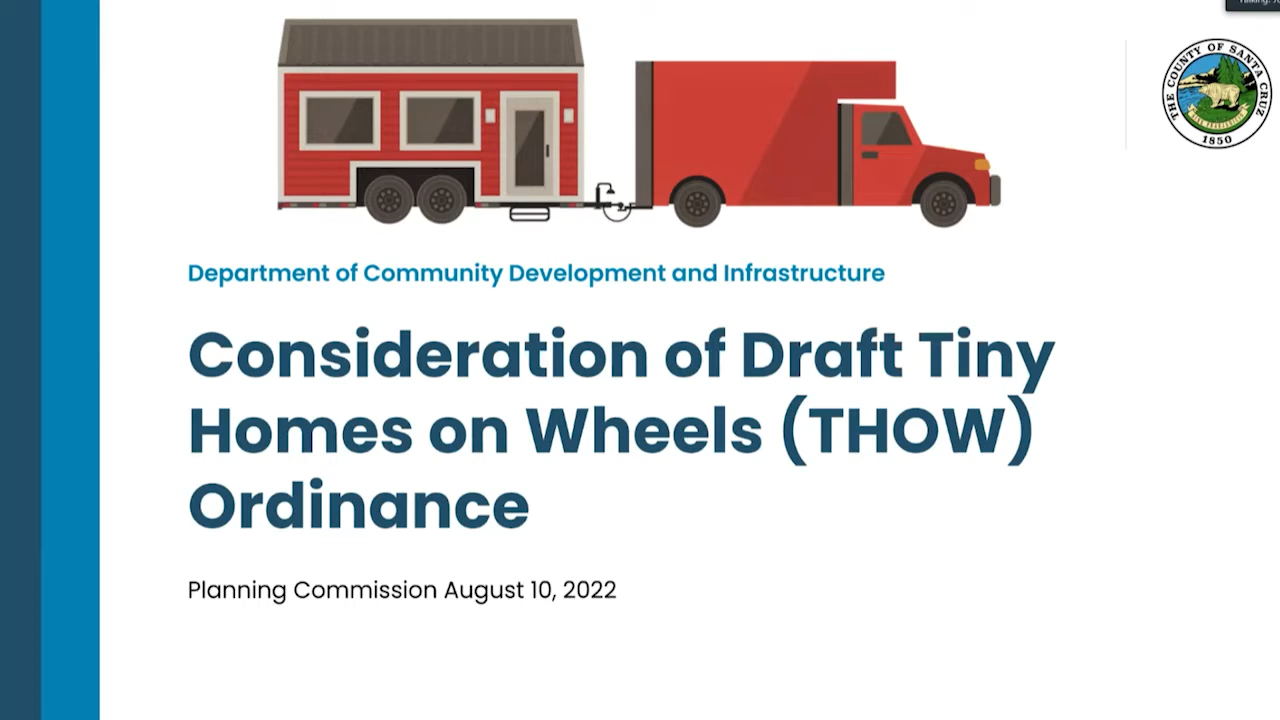 THE COUNTY OF SANTA CRUZ
1850
Department of Community Development and Infrastructure
Consideration of Draft Tiny
Homes on Wheels (THOW)
Ordinance
Planning Commission August 10, 2022